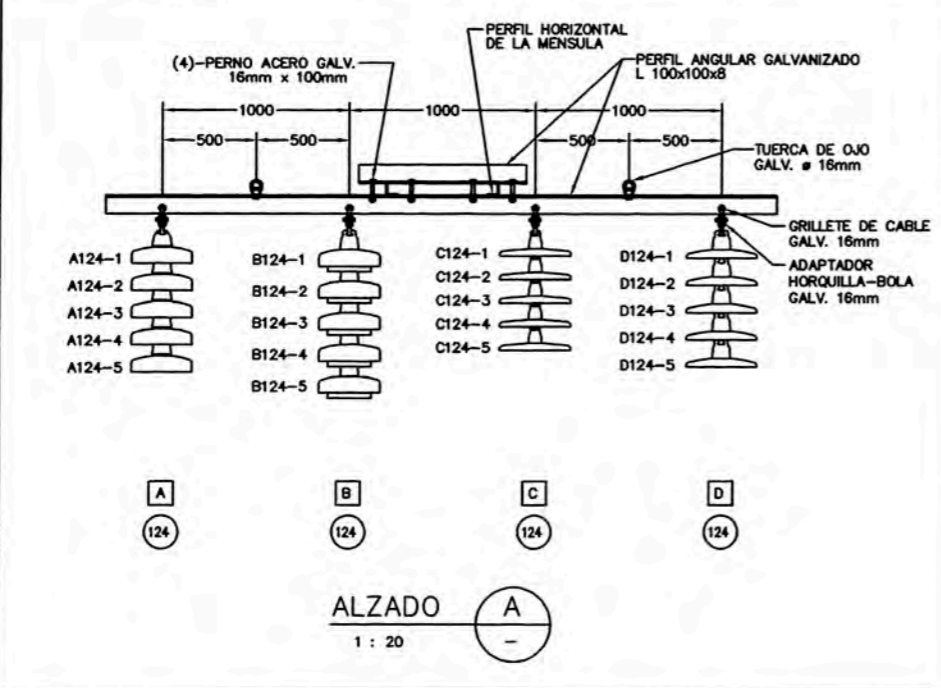 PERFIL HORIZONTAL
DE LA MENSULA
(4)-PERNO ACERO GALV.
16mm x 100mm
PERFIL ANGULAR GALVANIZADO
L 100x100x8
1000
1000
1000
500
500
500
500
TUERCA DE OJO
GALV. ø 16mm
GRILLETE DE CABLE
GALV. 16mm
ADAPTADOR
HORQUILLA-BOLA
GALV. 16mm
A124-1
A124-2
A124-3
A124-4
A124-5
B124-1
B124-2
B124-3
B124-4
B124-5
C124-1
C124-2
C124-3
C124-4
C124-5
D124-1
D124-2
D124-3
D124-4
D124-5
A
B
C
D
124
124
124
124
ALZADO
A
1 : 20
-